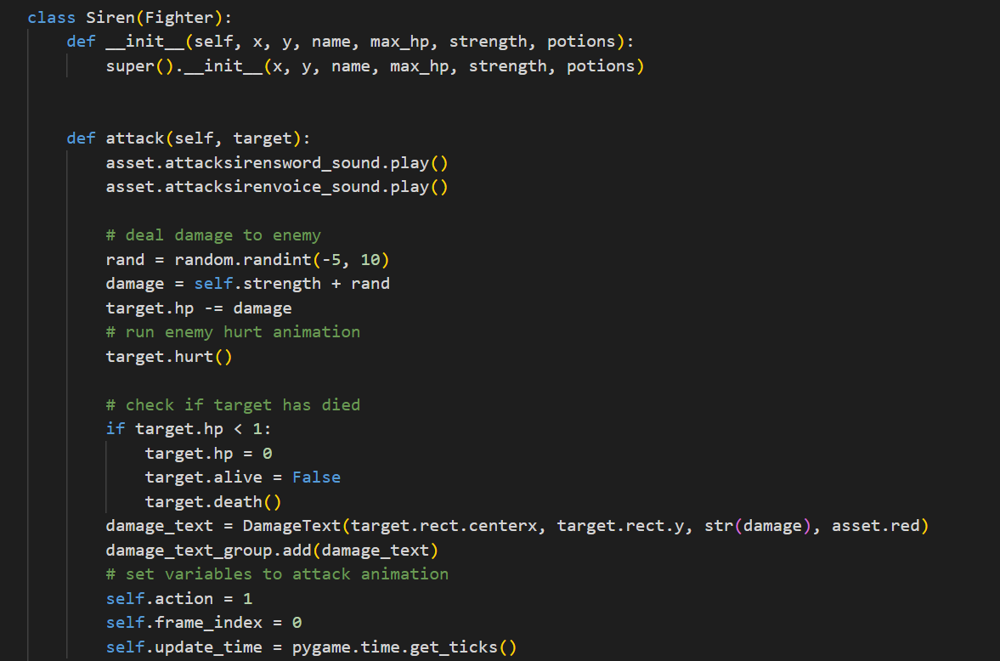 class Siren(Fighter):
    def __init__(self, x, y, name, max_hp, strength, potions):
        super().__init__(x, y, name, max_hp, strength, potions)


    def attack(self, target):
        asset.attacksirensword_sound.play()
        asset.attacksirenvoice_sound.play()

        # deal damage to enemy
        rand = random.randint(-5, 10)
        damage = self.strength + rand
        target.hp -= damage
        # run enemy hurt animation
        target.hurt()

        # check if target has died
        if target.hp < 1:
            target.hp = 0
            target.alive = False
            target.death()
        damage_text = DamageText(target.rect.centerx, target.rect.y, str(damage), asset.red)
        damage_text_group.add(damage_text)
        # set variables to attack animation
        self.action = 1
        self.frame_index = 0
        self.update_time = pygame.time.get_ticks()